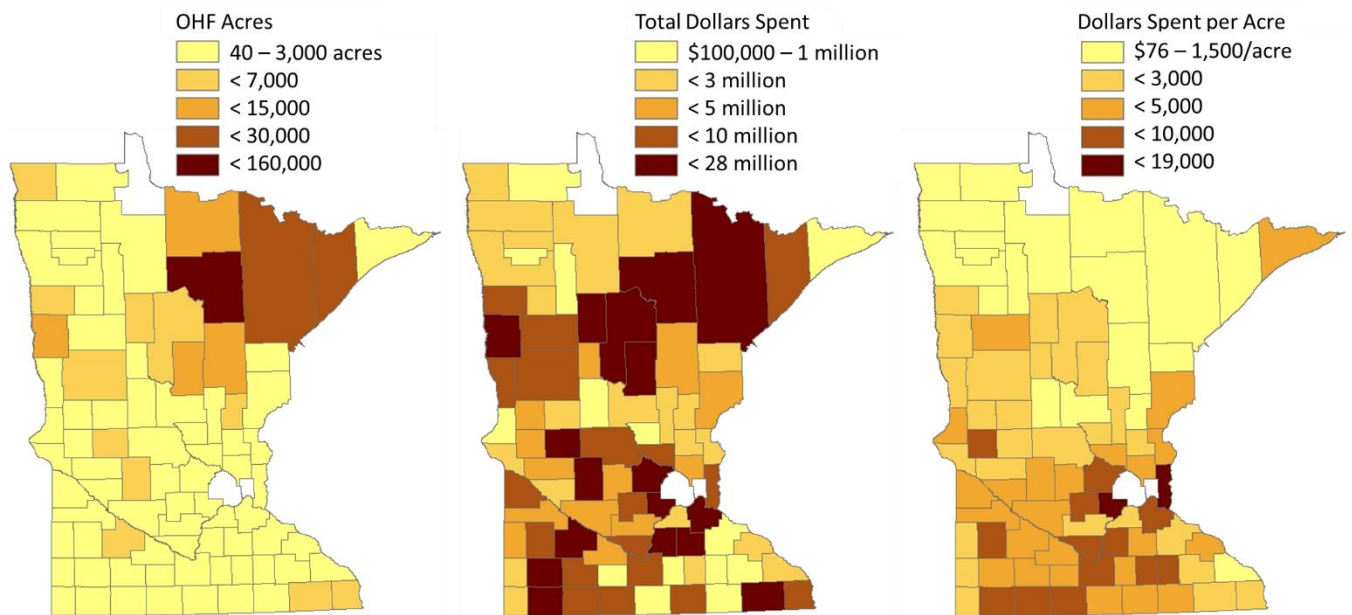 OHF Acres
40 – 3,000 acres
< 7,000
< 15,000
< 30,000
< 160,000
Total Dollars Spent
$100,000 – 1 million
< 3 million
< 5 million
< 10 million
< 28 million
Dollars Spent per Acre
$76 – 1,500/acre
< 3,000
< 5,000
< 10,000
< 19,000